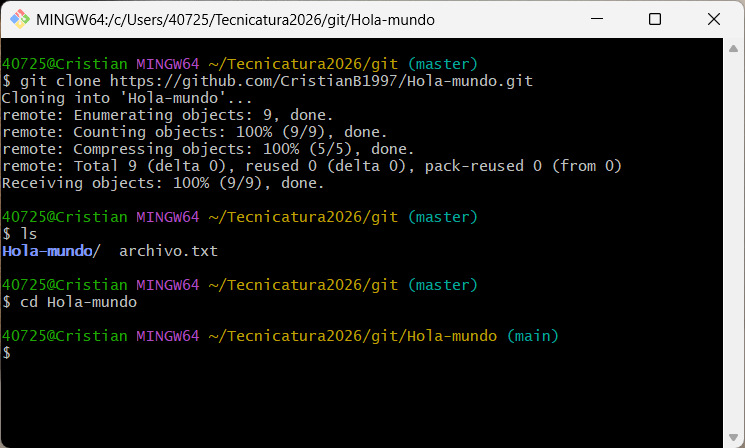 MINGW64:/c/Users/40725/Tecnicatura2026/git/Hola-mundo
40725@Cristian MINGW64 ~/Tecnicatura2026/git (master)
$ git clone https://github.com/CristianB1997/Hola-mundo.git
Cloning into 'Hola-mundo'...
remote: Enumerating objects: 9, done.
remote: Counting objects: 100% (9/9), done.
remote: Compressing objects: 100% (5/5), done.
remote: Total 9 (delta 0), reused 0 (delta 0), pack-reused 0 (from 0)
Receiving objects: 100% (9/9), done.
40725@Cristian MINGW64 ~/Tecnicatura2026/git (master)
$ ls
Hola-mundo/  archivo.txt
40725@Cristian MINGW64 ~/Tecnicatura2026/git (master)
$ cd Hola-mundo
40725@Cristian MINGW64 ~/Tecnicatura2026/git/Hola-mundo (main)
$